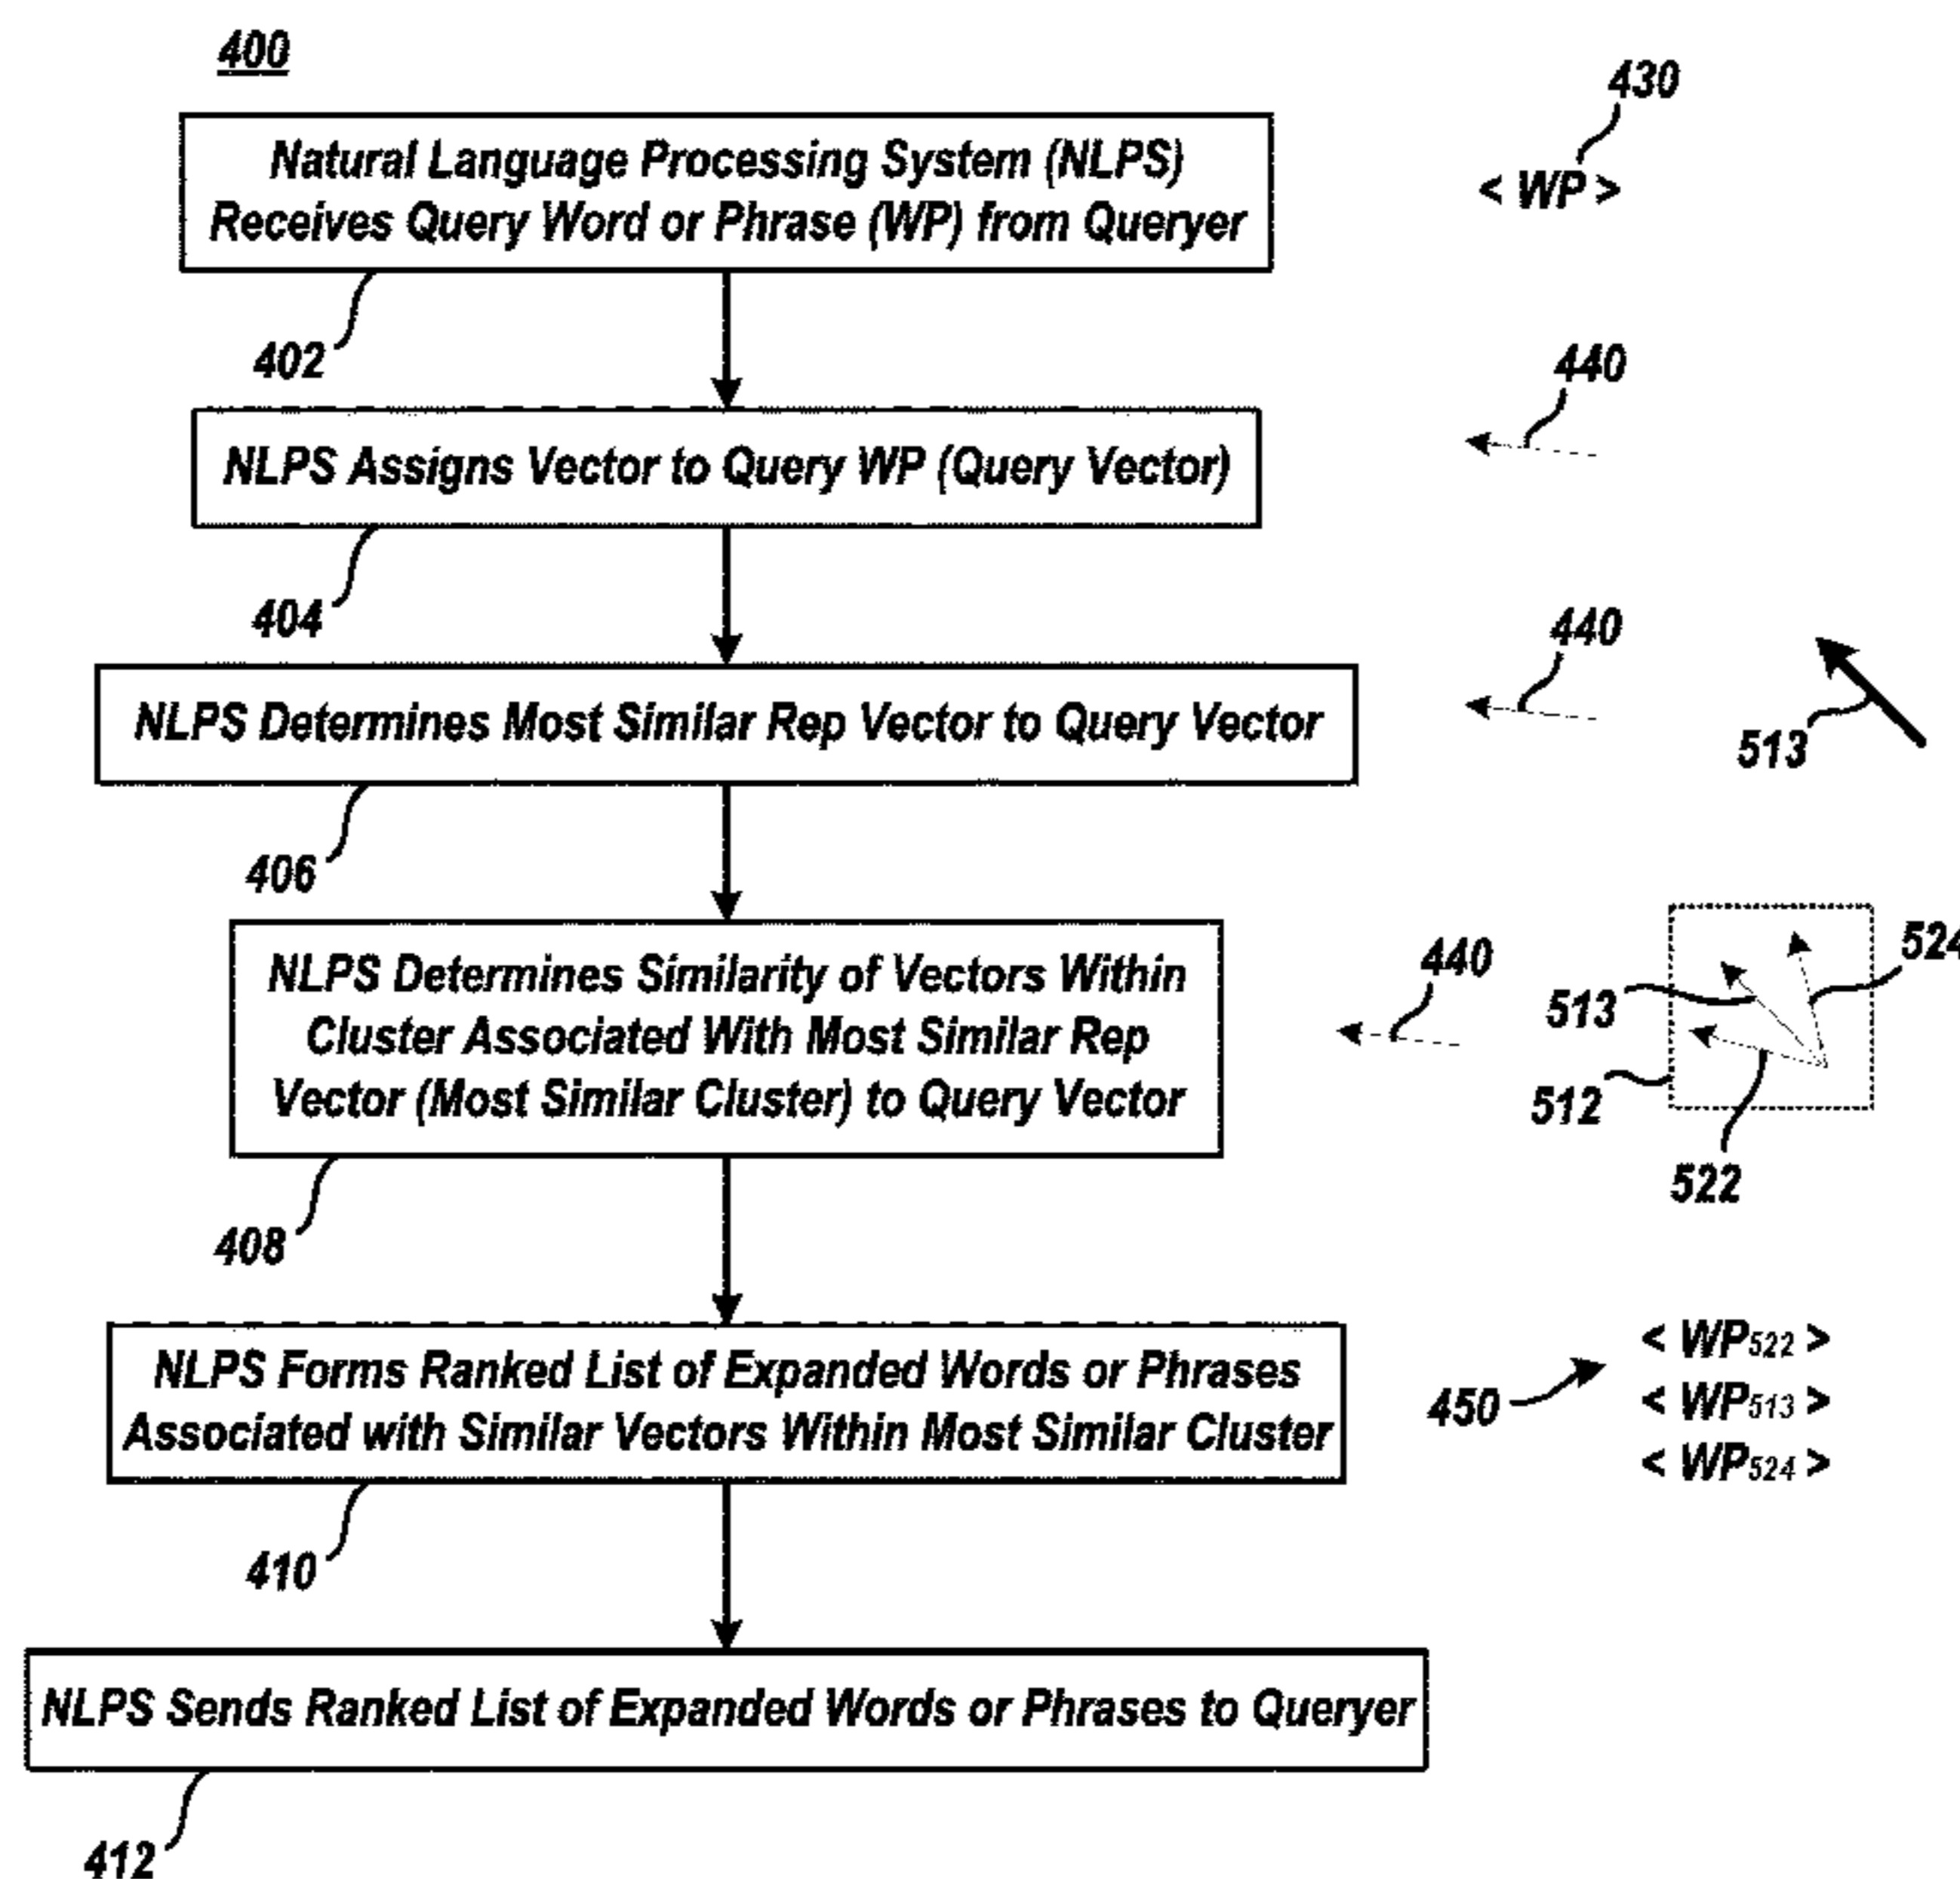 400
430
Natural Language Processing System (NLPS)
Receives Query Word or Phrase (WP) from Queryer
< WP >
402
440
NLPS Assigns Vector to Query WP (Query Vector)
404
440
NLPS Determines Most Similar Rep Vector to Query Vector
513
406
NLPS Determines Similarity of Vectors Within
Cluster Associated With Most Similar Rep
Vector (Most Similar Cluster) to Query Vector
440
524
513
512
522
408
NLPS Forms Ranked List of Expanded Words or Phrases
Associated with Similar Vectors Within Most Similar Cluster
450
< WP522 >
< WP513 >
< WP524 >
410
NLPS Sends Ranked List of Expanded Words or Phrases to Queryer
412